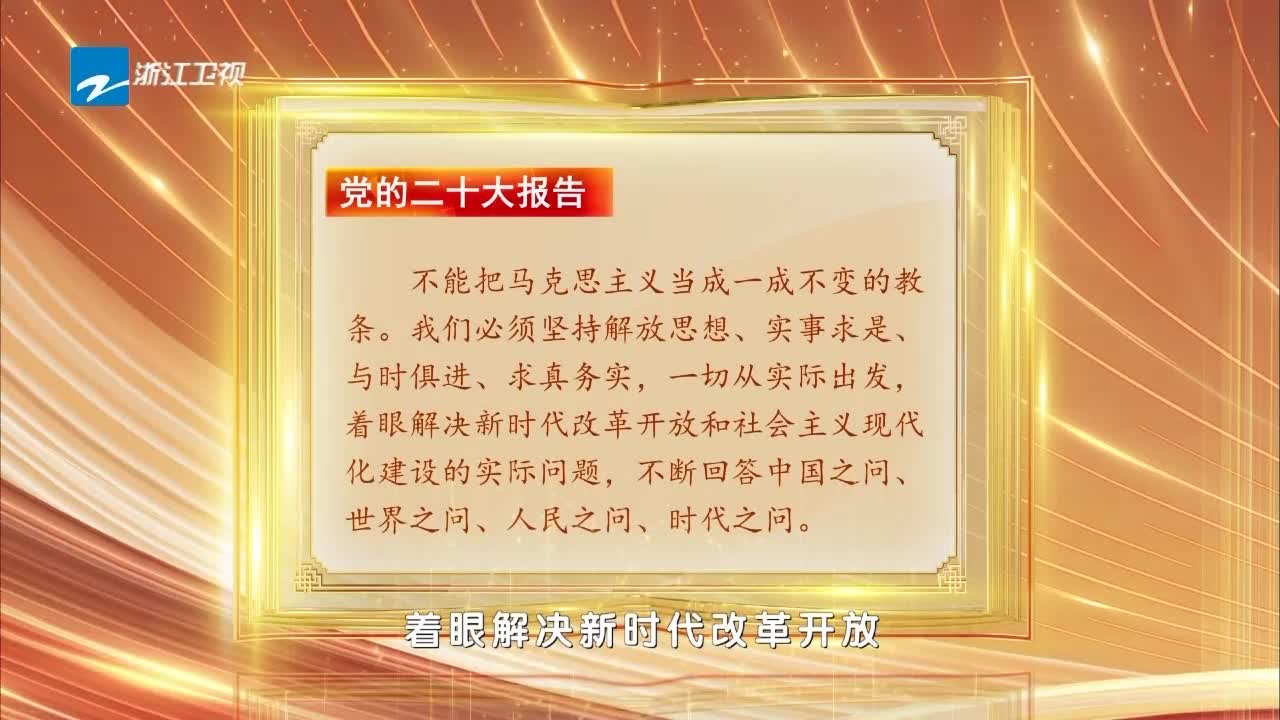 浙江卫视
党的二十大报告
不能把马克思主义当成一成不变的教
条。我们必须坚持解放思想、实事求是、
与时俱进、求真务实，一切从实际出发，
着眼解决新时代改革开放和社会主义现代
化建设的实际问题，不断回答中国之问、
世界之问、人民之问、时代之问。
着眼解决新时代改革开放